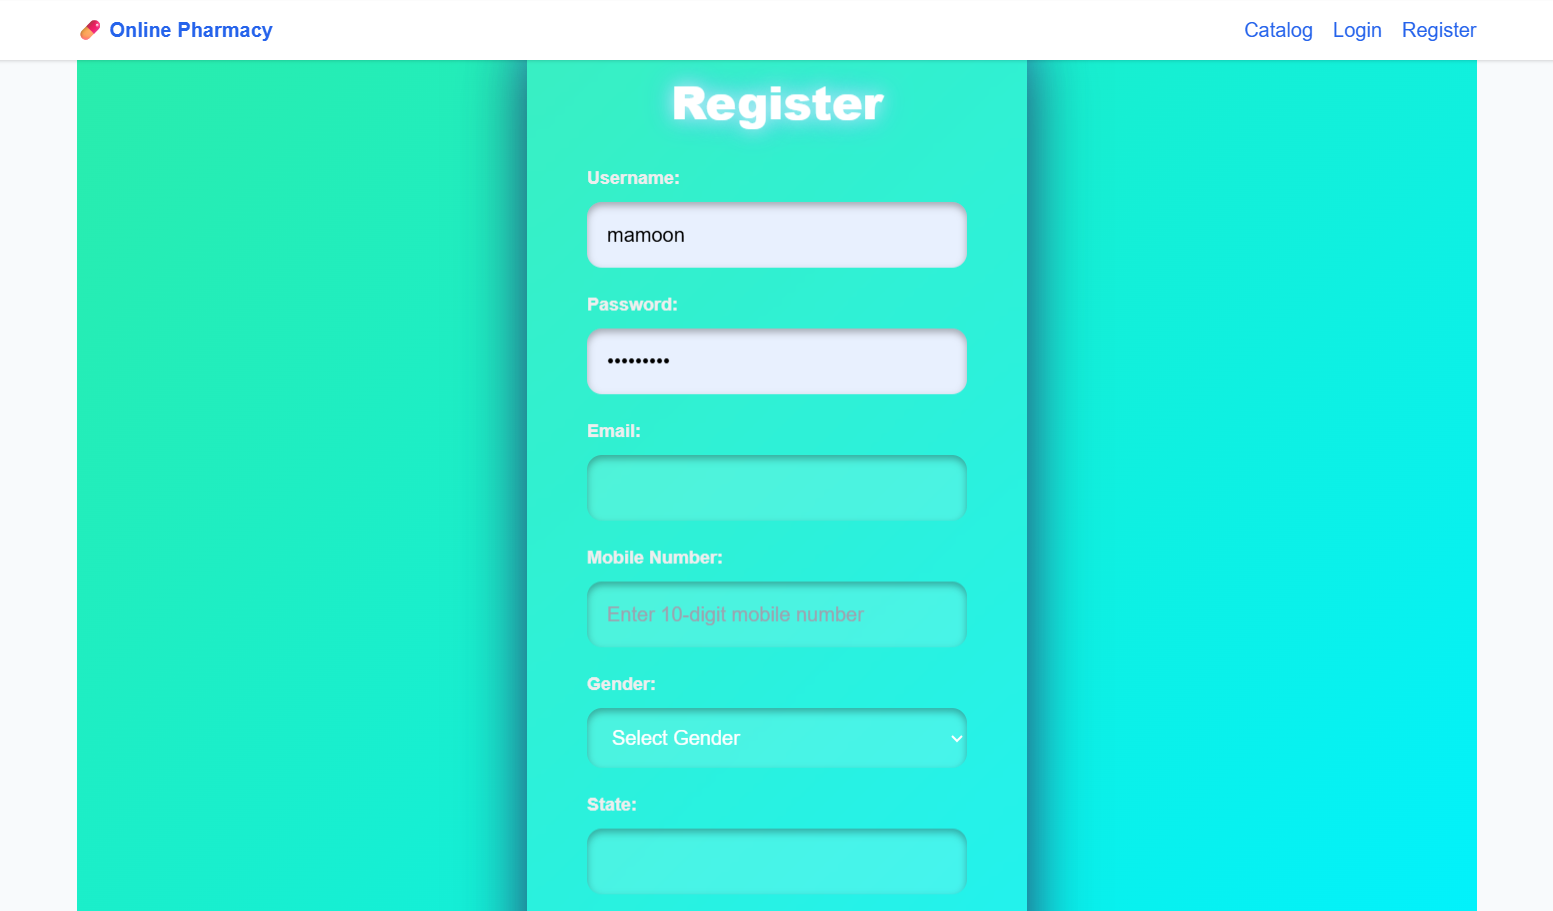 Online Pharmacy
Catalog Login Register
Register
Username:
mamoon
Password:
•••••••••
Email:
Mobile Number:
Enter 10-digit mobile number
Gender:
Select Gender
State: